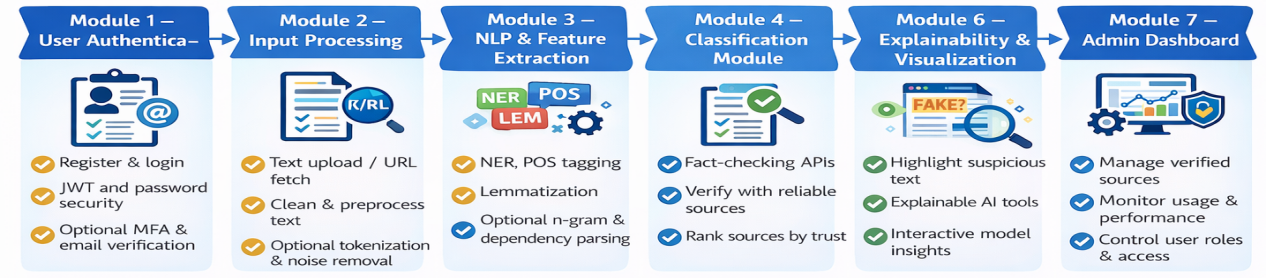 Module 1 —
User Authentica—
@
Register & login
JWT and password
security
Optional MFA &
email verification
Module 2 —
Input Processing
R/RL
Text upload / URL
fetch
Clean & preprocess
text
Optional tokenization
& noise removal
Module 3 —
NLP & Feature
Extraction
NER
POS
LEM
NER, POS tagging
Lemmatization
Optional n-gram &
dependency parsing
Module 4 —
Classification
Module
Fact-checking APIs
Verify with reliable
sources
Rank sources by trust
Module 6 —
Explainability &
Visualization
FAKE?
Highlight suspicious
text
Explainable AI tools
Interactive model
insights
Module 7 —
Admin Dashboard
Manage verified
sources
Monitor usage &
performance
Control user roles
& access